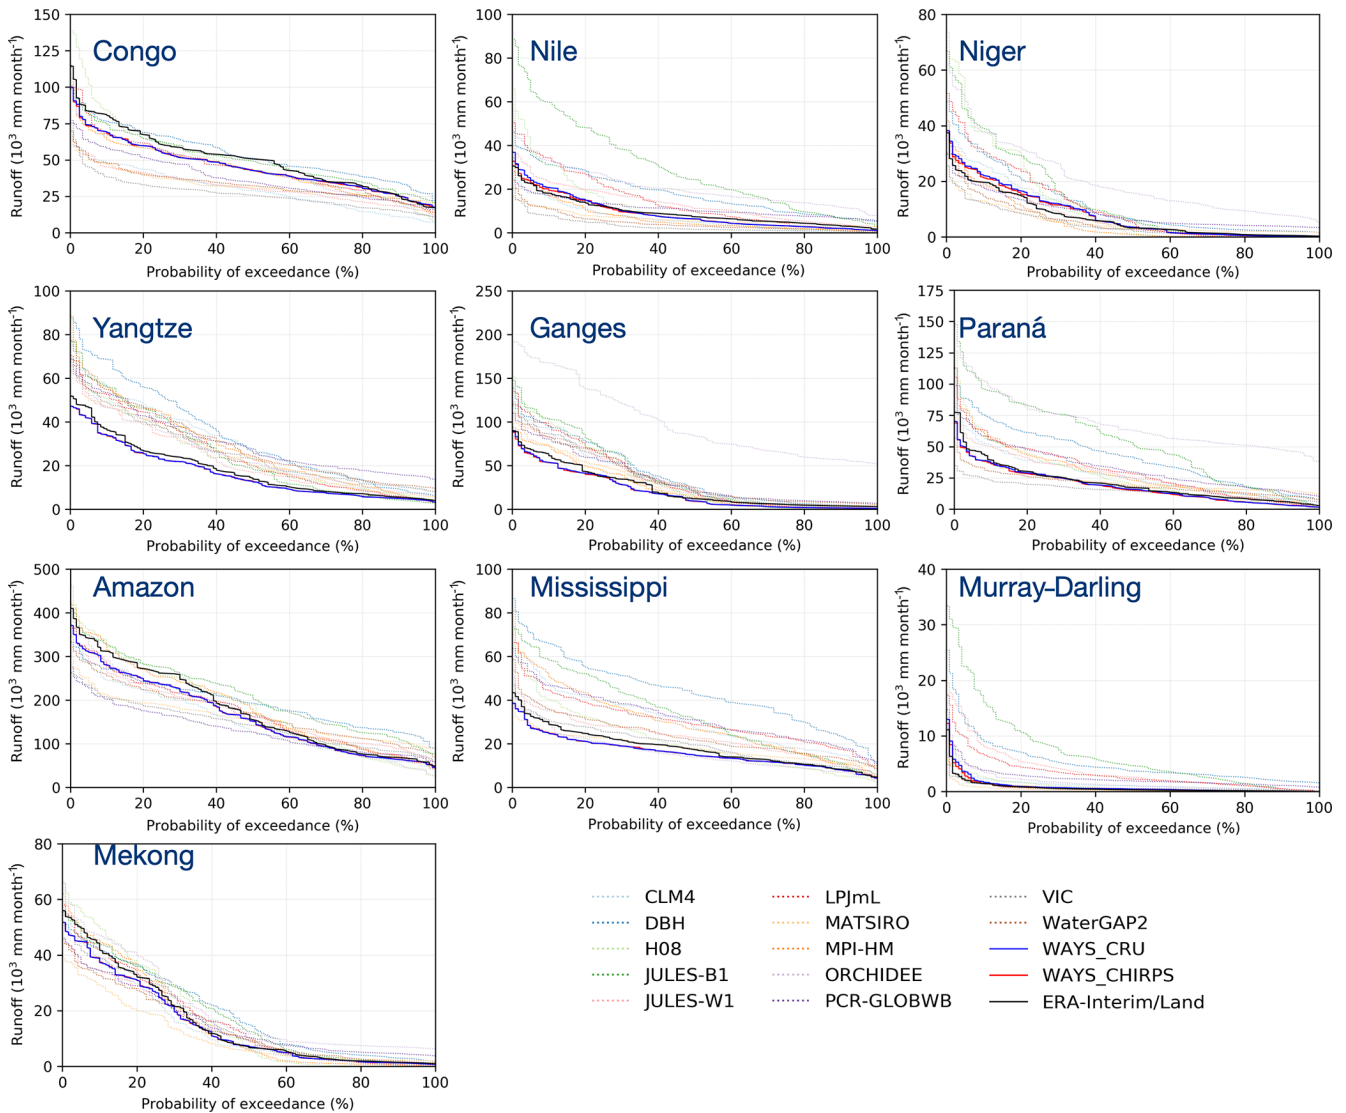 Congo
Runoff (10³ mm month⁻¹)
150
125
100
75
50
25
0
0 20 40 60 80 100
Probability of exceedance (%)
Nile
Runoff (10³ mm month⁻¹)
100
80
60
40
20
0
0 20 40 60 80 100
Probability of exceedance (%)
Niger
Runoff (10³ mm month⁻¹)
80
60
40
20
0
0 20 40 60 80 100
Probability of exceedance (%)
Yangtze
Runoff (10³ mm month⁻¹)
100
80
60
40
20
0
0 20 40 60 80 100
Probability of exceedance (%)
Ganges
Runoff (10³ mm month⁻¹)
250
200
150
100
50
0
0 20 40 60 80 100
Probability of exceedance (%)
Paraná
Runoff (10³ mm month⁻¹)
175
150
125
100
75
50
25
0
0 20 40 60 80 100
Probability of exceedance (%)
Amazon
Runoff (10³ mm month⁻¹)
500
400
300
200
100
0
0 20 40 60 80 100
Probability of exceedance (%)
Mississippi
Runoff (10³ mm month⁻¹)
100
80
60
40
20
0
0 20 40 60 80 100
Probability of exceedance (%)
Murray–Darling
Runoff (10³ mm month⁻¹)
40
30
20
10
0
0 20 40 60 80 100
Probability of exceedance (%)
Mekong
Runoff (10³ mm month⁻¹)
80
60
40
20
0
0 20 40 60 80 100
Probability of exceedance (%)
CLM4
DBH
H08
JULES-B1
JULES-W1
LPJmL
MATSIRO
MPI-HM
ORCHIDEE
PCR-GLOBWB
VIC
WaterGAP2
WAYS_CRU
WAYS_CHIRPS
ERA-Interim/Land